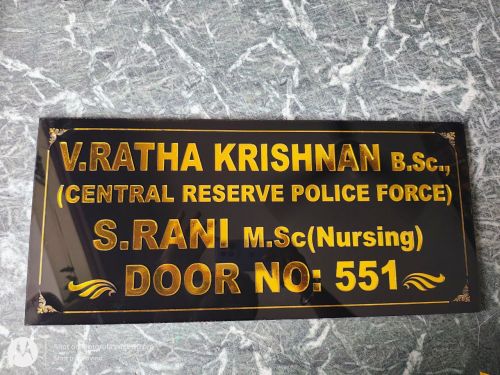 V.RATHA KRISHNAN B.Sc.,
(CENTRAL RESERVE POLICE FORCE)
S.RANI M.Sc(Nursing)
DOOR NO: 551